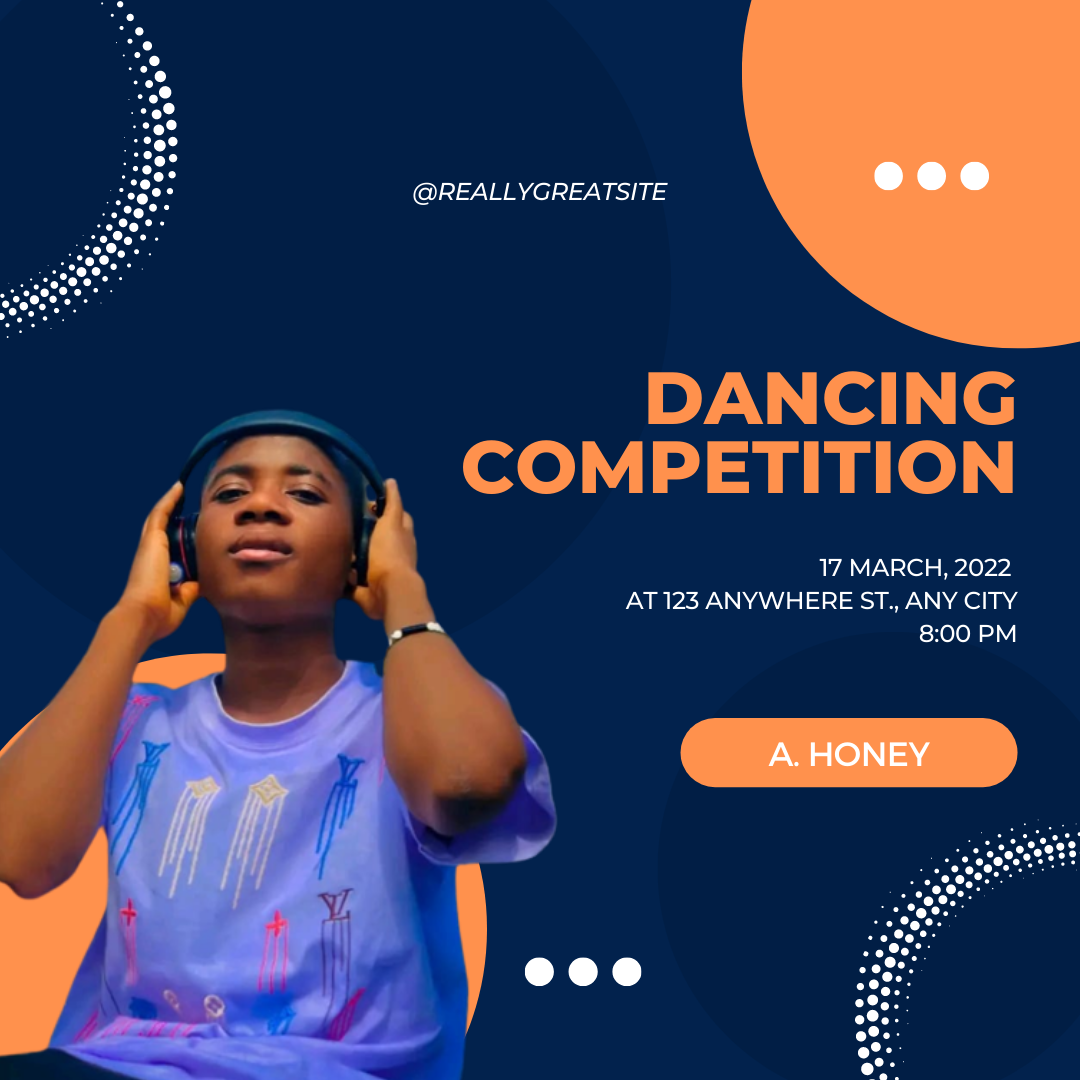 @REALLYGREATSITE
DANCING
COMPETITION
17 MARCH, 2022
AT 123 ANYWHERE ST., ANY CITY
8:00 PM
A. HONEY